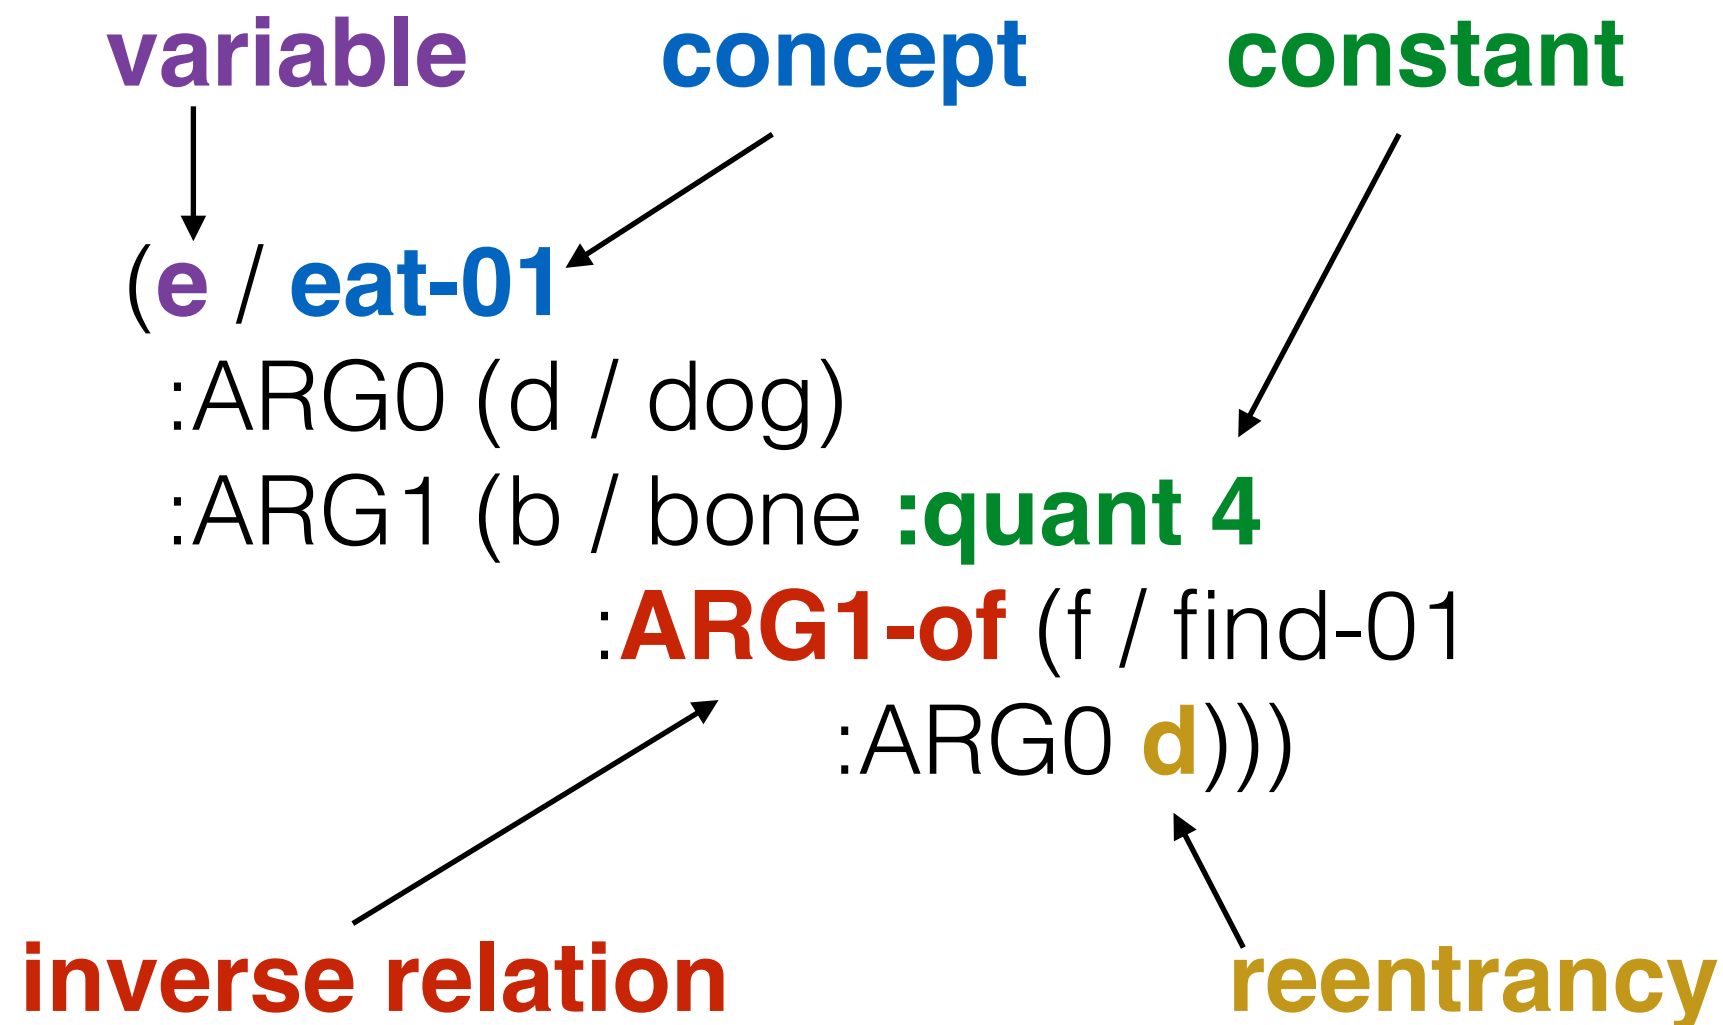 variable concept constant
(e / eat-01
:ARG0 (d / dog)
:ARG1 (b / bone :quant 4
:ARG1-of (f / find-01
:ARG0 d)))
inverse relation reentrancy